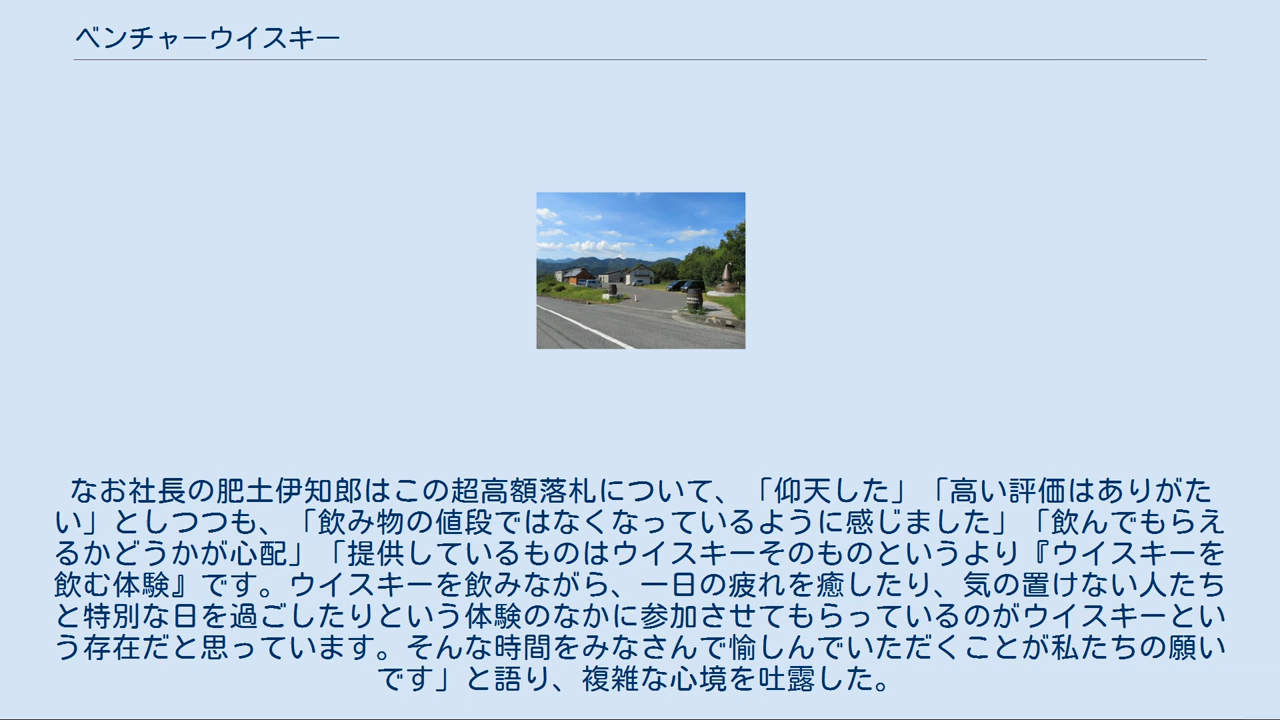 ベンチャーウイスキー
なお社長の肥土伊知郎はこの超高額落札について、「仰天した」「高い評価はありがた
い」としつつも、「飲み物の値段ではなくなっているように感じました」「飲んでもらえ
るかどうかが心配」「提供しているものはウイスキーそのものというより『ウイスキーを
飲む体験』です。ウイスキーを飲みながら、一日の疲れを癒したり、気の置けない人たち
と特別な日を過ごしたりという体験のなかに参加させてもらっているのがウイスキーとい
う存在だと思っています。そんな時間をみなさんで愉しんでいただくことが私たちの願い
です」と語り、複雑な心境を吐露した。